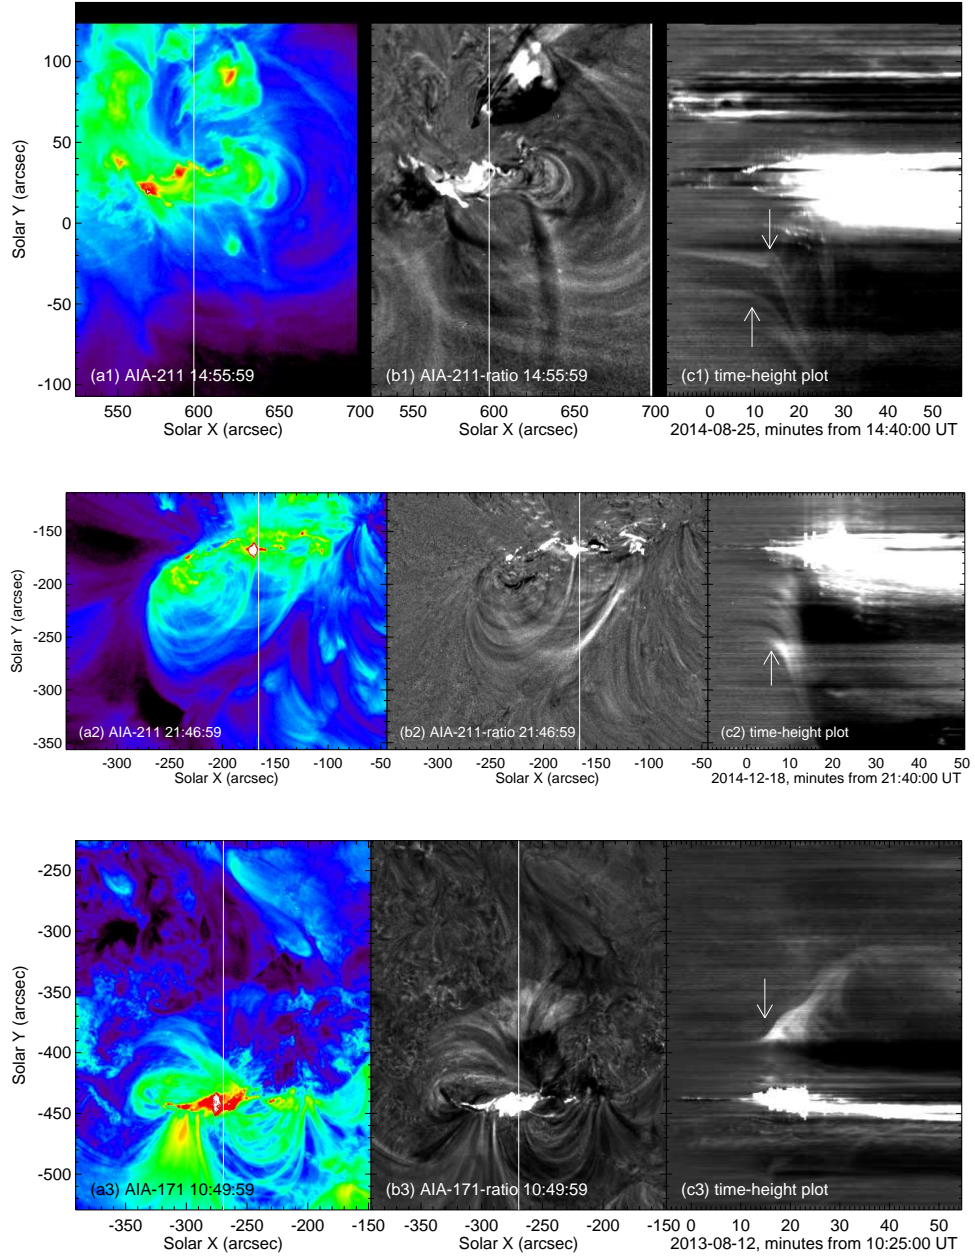 100
50
0
-50
-100
Solar Y (arcsec)
(a1) AIA-211 14:55:59
(b1) AIA-211-ratio 14:55:59
(c1) time-height plot
550 600 650 700
550 600 650 700
0 10 20 30 40 50
Solar X (arcsec)
Solar X (arcsec)
2014-08-25, minutes from 14:40:00 UT
-150
-200
-250
-300
-350
Solar Y (arcsec)
(a2) AIA-211 21:46:59
(b2) AIA-211-ratio 21:46:59
(c2) time-height plot
-300 -250 -200 -150 -100 -50
-300 -250 -200 -150 -100 -50
0 10 20 30 40 50
Solar X (arcsec)
Solar X (arcsec)
2014-12-18, minutes from 21:40:00 UT
-250
-300
-350
-400
-450
-500
Solar Y (arcsec)
(a3) AIA-171 10:49:59
(b3) AIA-171-ratio 10:49:59
(c3) time-height plot
-350 -300 -250 -200 -150
-350 -300 -250 -200 -150
0 10 20 30 40 50
Solar X (arcsec)
Solar X (arcsec)
2013-08-12, minutes from 10:25:00 UT